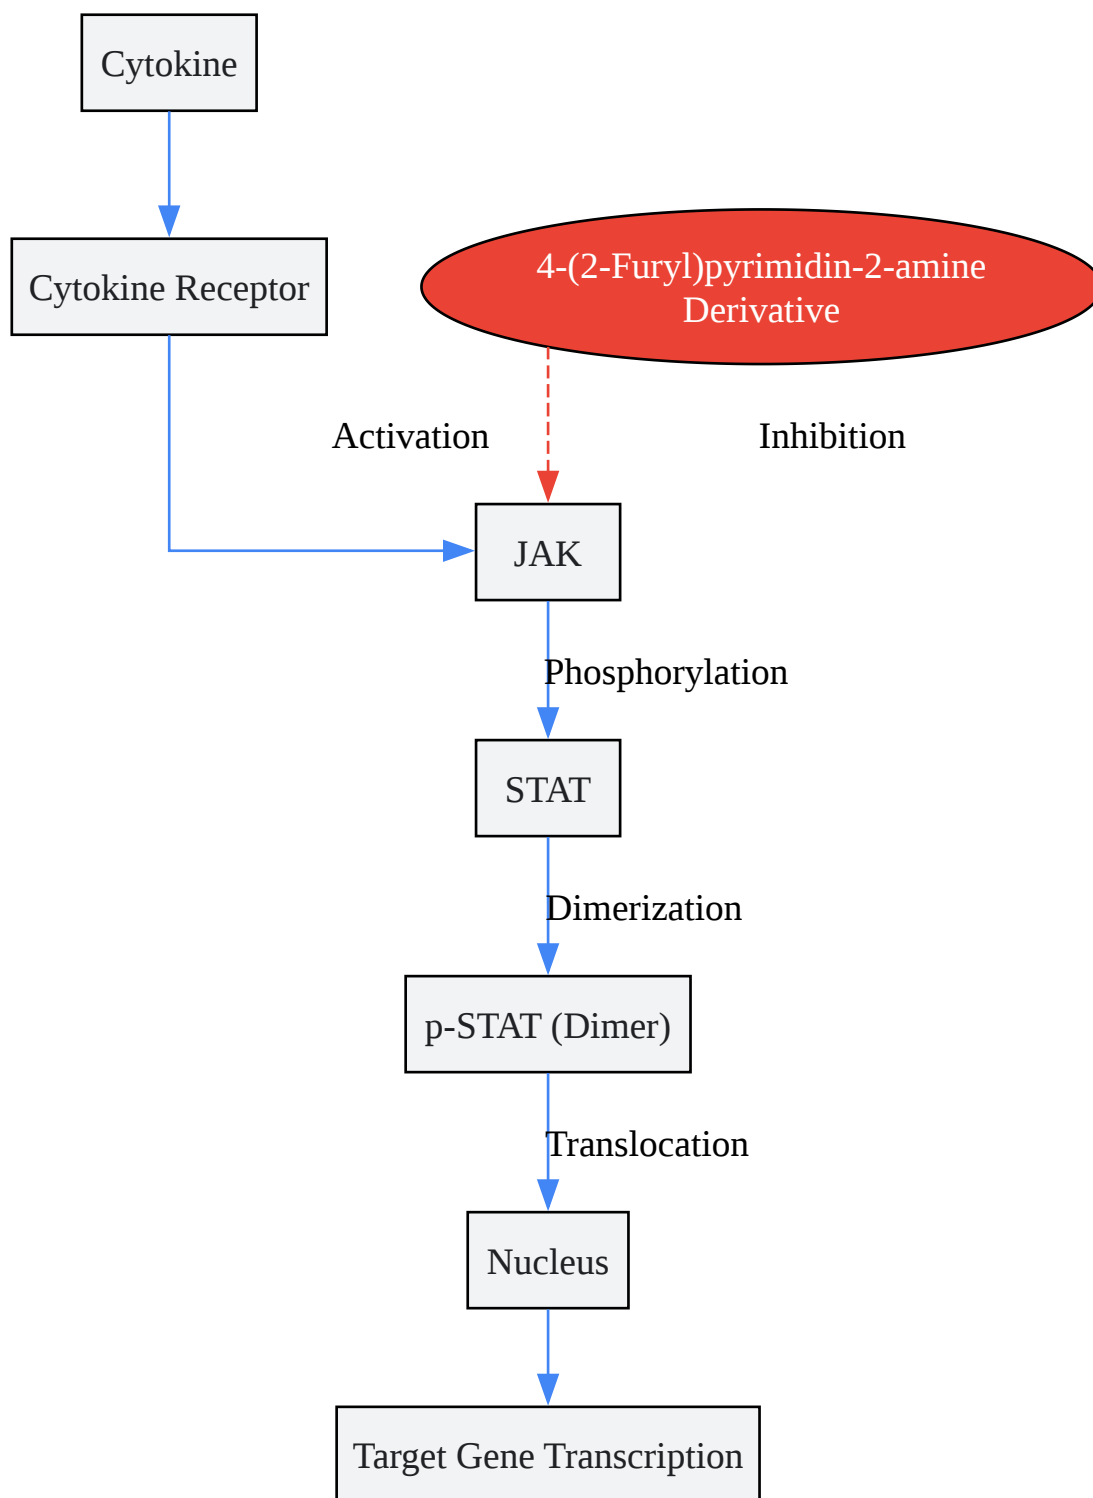 Cytokine
Cytokine Receptor
4-(2-Furyl)pyrimidin-2-amine
Derivative
Activation
Inhibition
JAK
Phosphorylation
STAT
Dimerization
p-STAT (Dimer)
Translocation
Nucleus
Target Gene Transcription